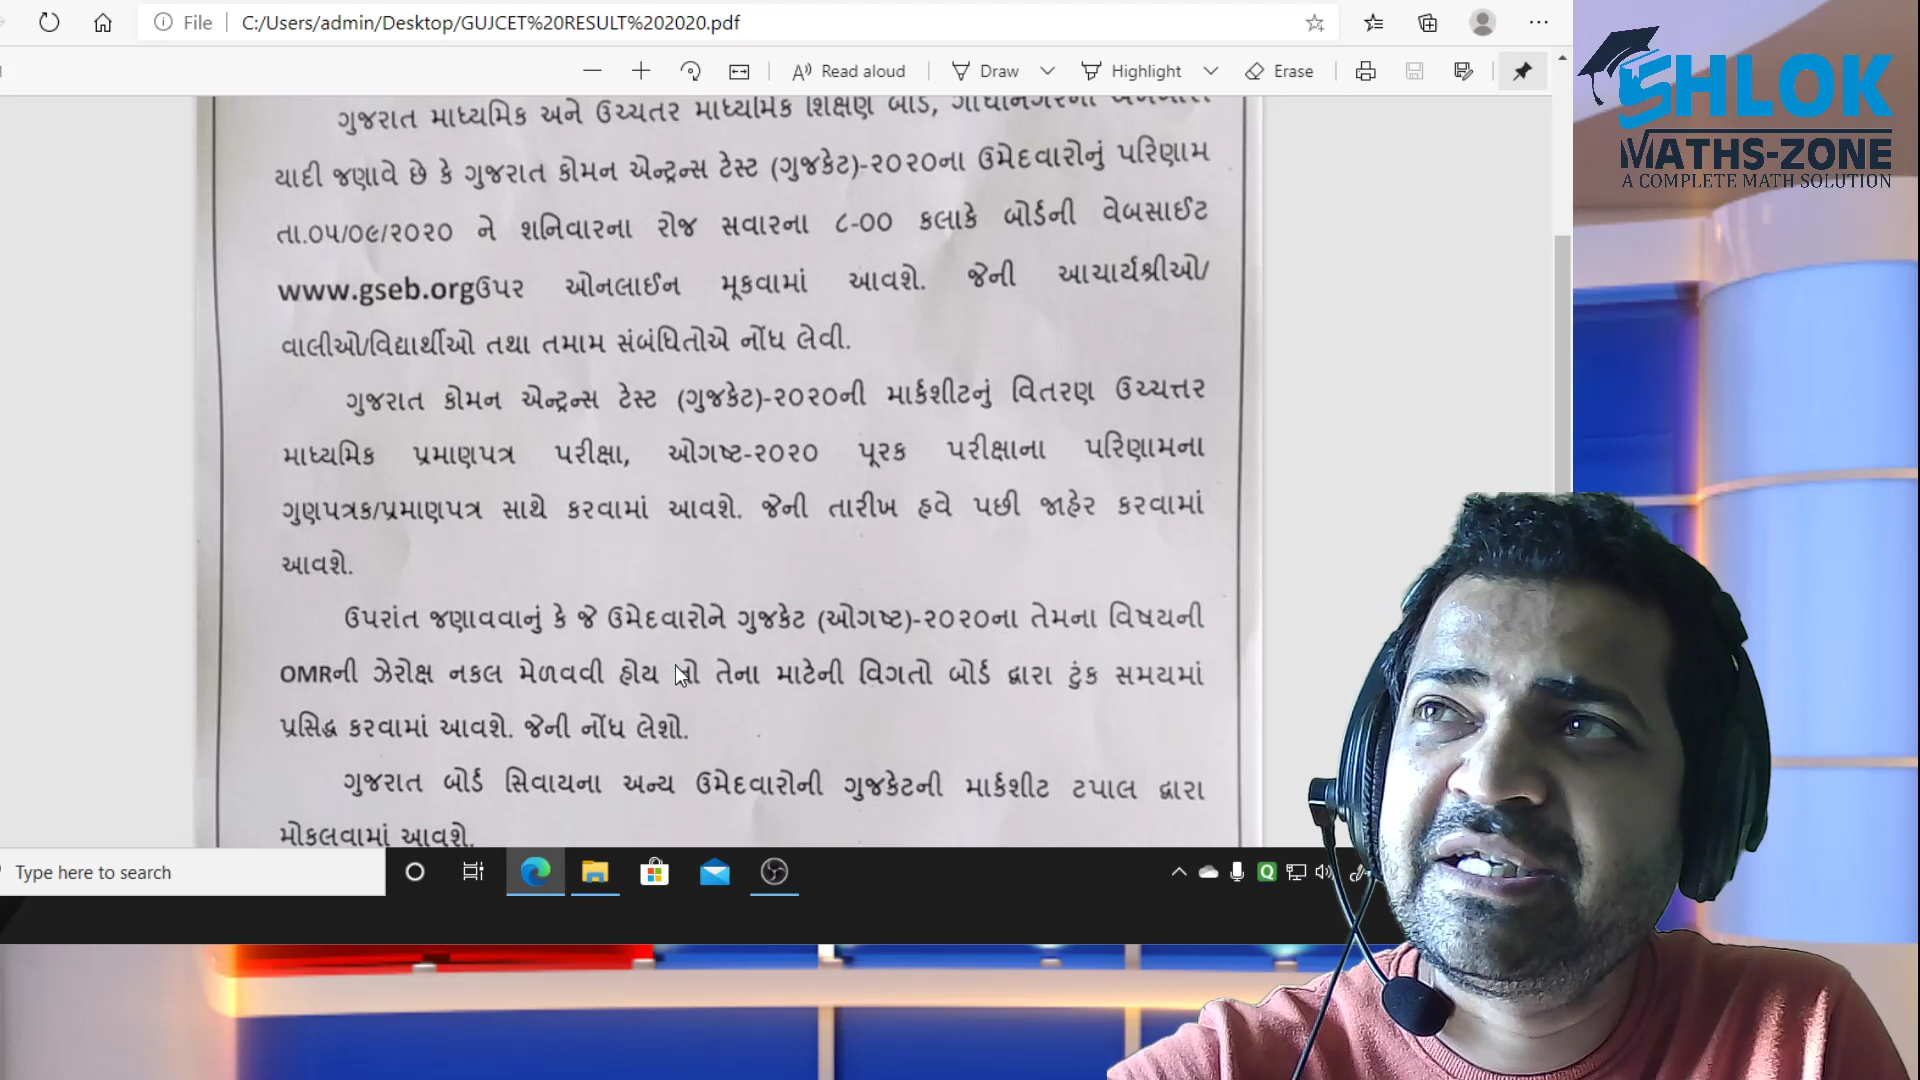 File
C:/Users/admin/Desktop/GUJCET%20RESULT%202020.pdf
Read aloud
Draw
Highlight
Erase
SHLOK
MATHS-ZONE
A COMPLETE MATH SOLUTION
ગુજરાત માધ્યમિક અને ઉચ્ચતર માધ્યમિક શિક્ષણ બોર્ડ,
યાદી જણાવે છે કે ગુજરાત કોમન એન્ટ્રન્સ ટેસ્ટ (ગુજકેટ)-૨૦૨૦ના ઉમેદવારોનું પરિણામ
તા.૦૫/૦૯/૨૦૨૦ ને શનિવારના રોજ સવારના ૮-૦૦ કલાકે બોર્ડની વેબસાઈટ
www.gseb.orgઉપર ઓનલાઈન મૂકવામાં આવશે. જેની આચાર્યશ્રીઓ/
વાલીઓ/વિદ્યાર્થીઓ તથા તમામ સંબંધિતોએ નોંધ લેવી.
ગુજરાત કોમન એન્ટ્રન્સ ટેસ્ટ (ગુજકેટ)-૨૦૨૦ની માર્કશીટનું વિતરણ ઉચ્ચત્તર
માધ્યમિક પ્રમાણપત્ર પરીક્ષા, ઓગષ્ટ-૨૦૨૦ પૂરક પરીક્ષાના પરિણામના
ગુણપત્રક/પ્રમાણપત્ર સાથે કરવામાં આવશે. જેની તારીખ હવે પછી જાહેર કરવામાં
આવશે.
ઉપરાંત જણાવવાનું કે જે ઉમેદવારોને ગુજકેટ (ઓગષ્ટ)-૨૦૨૦ના તેમના વિષયની
OMRની ઝેરોક્ષ નકલ મેળવવી હોય તો તેના માટેની વિગતો બોર્ડ દ્વારા ટુંક સમયમાં
પ્રસિદ્ધ કરવામાં આવશે. જેની નોંધ લેશો.
ગુજરાત બોર્ડ સિવાયના અન્ય ઉમેદવારોની ગુજકેટની માર્કશીટ ટપાલ દ્વારા
મોકલવામાં આવશે.
Type here to search